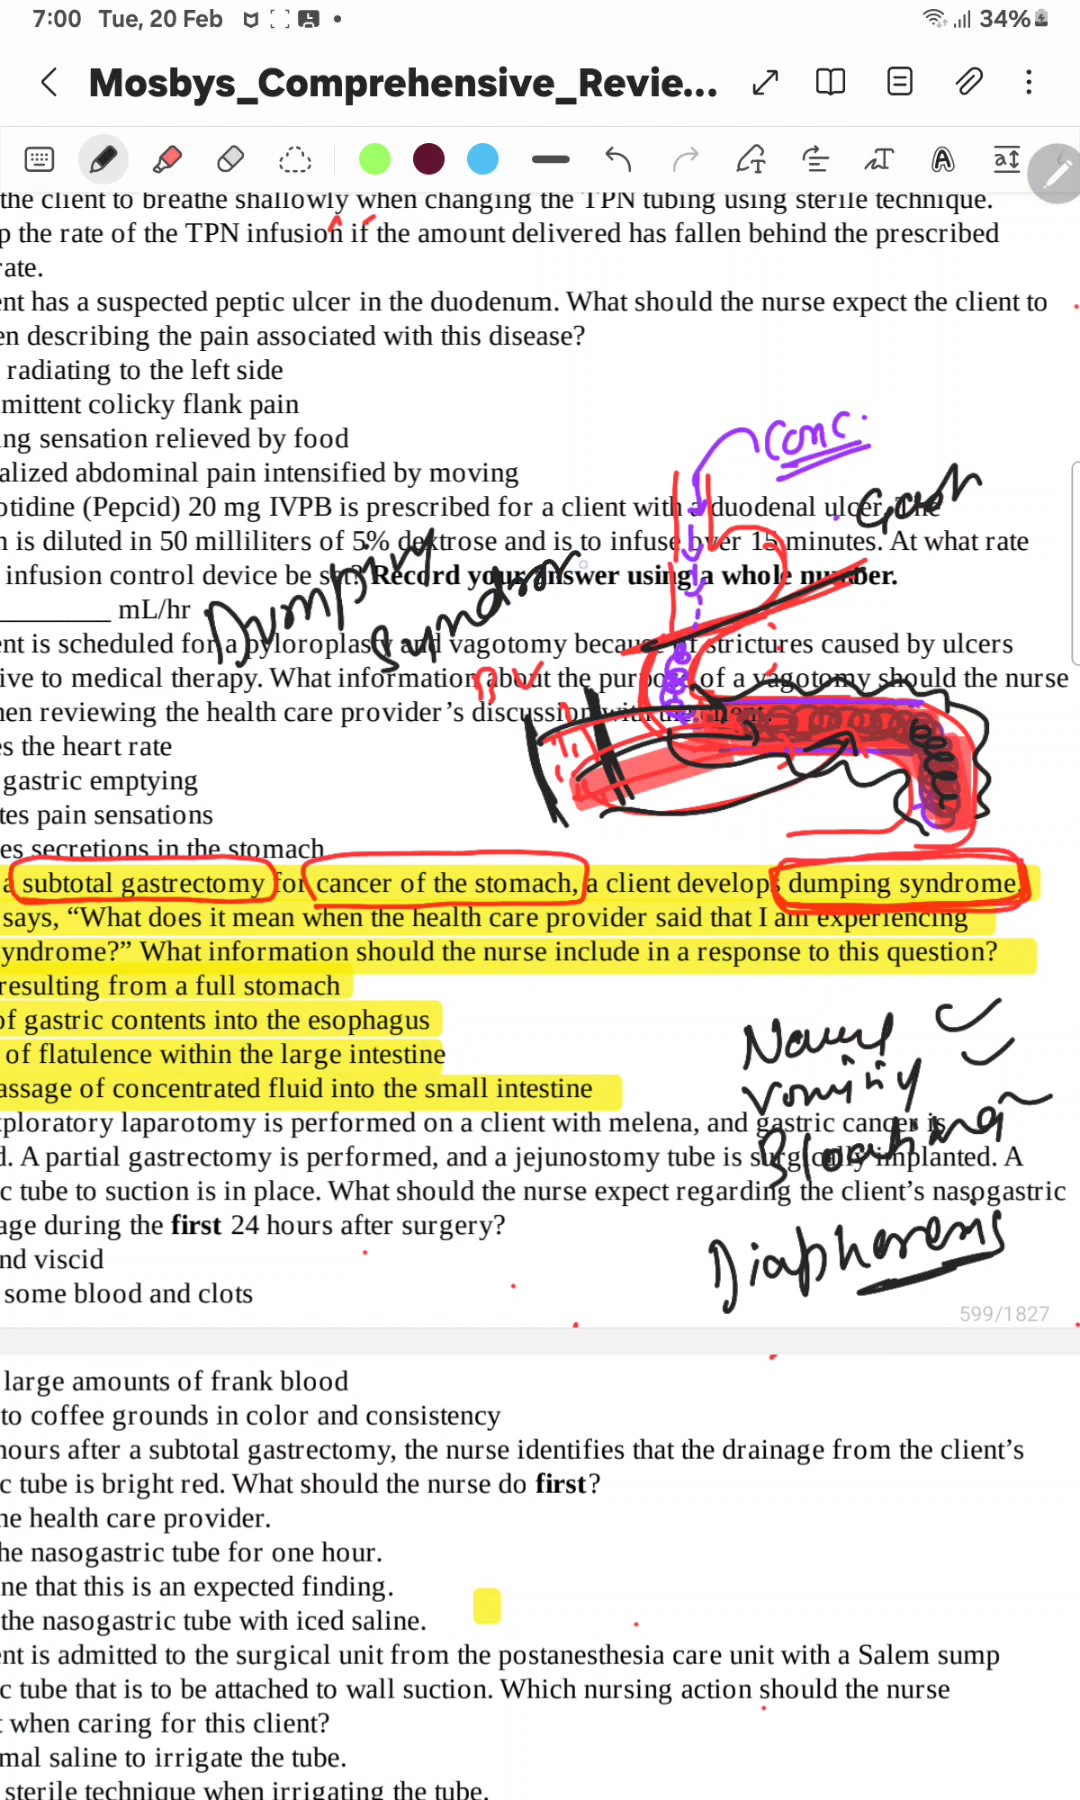 7:00 Tue, 20 Feb 34%
Mosbys_Comprehensive_Revie...
the client to breathe shallowly when changing the TPN tubing using sterile technique.
p the rate of the TPN infusion if the amount delivered has fallen behind the prescribed
rate.
ent has a suspected peptic ulcer in the duodenum. What should the nurse expect the client to
en describing the pain associated with this disease?
radiating to the left side
mittent colicky flank pain
ing sensation relieved by food
alized abdominal pain intensified by moving
conc.
otidine (Pepcid) 20 mg IVPB is prescribed for a client with a duodenal ulcer. The
n is diluted in 50 milliliters of 5% dextrose and is to infuse over 15 minutes. At what rate
infusion control device be set? Record your answer using a whole number.
mL/hr
Dumping
Syndrom
ent is scheduled for a pyloroplasty and vagotomy because of strictures caused by ulcers
ive to medical therapy. What information about the purpose of a vagotomy should the nurse
hen reviewing the health care provider's discussion with the client.
es the heart rate
gastric emptying
tes pain sensations
es secretions in the stomach
a subtotal gastrectomy for cancer of the stomach, a client develops dumping syndrome.
says, “What does it mean when the health care provider said that I am experiencing
yndrome?” What information should the nurse include in a response to this question?
resulting from a full stomach
of gastric contents into the esophagus
of flatulence within the large intestine
assage of concentrated fluid into the small intestine
xploratory laparotomy is performed on a client with melena, and gastric cancer is
d. A partial gastrectomy is performed, and a jejunostomy tube is surgically implanted. A
c tube to suction is in place. What should the nurse expect regarding the client's nasogastric
age during the first 24 hours after surgery?
nd viscid
some blood and clots
Diaphoresis
599/1827
large amounts of frank blood
to coffee grounds in color and consistency
hours after a subtotal gastrectomy, the nurse identifies that the drainage from the client's
c tube is bright red. What should the nurse do first?
he health care provider.
he nasogastric tube for one hour.
ne that this is an expected finding.
the nasogastric tube with iced saline.
ent is admitted to the surgical unit from the postanesthesia care unit with a Salem sump
c tube that is to be attached to wall suction. Which nursing action should the nurse
t when caring for this client?
mal saline to irrigate the tube.
sterile technique when irrigating the tube.